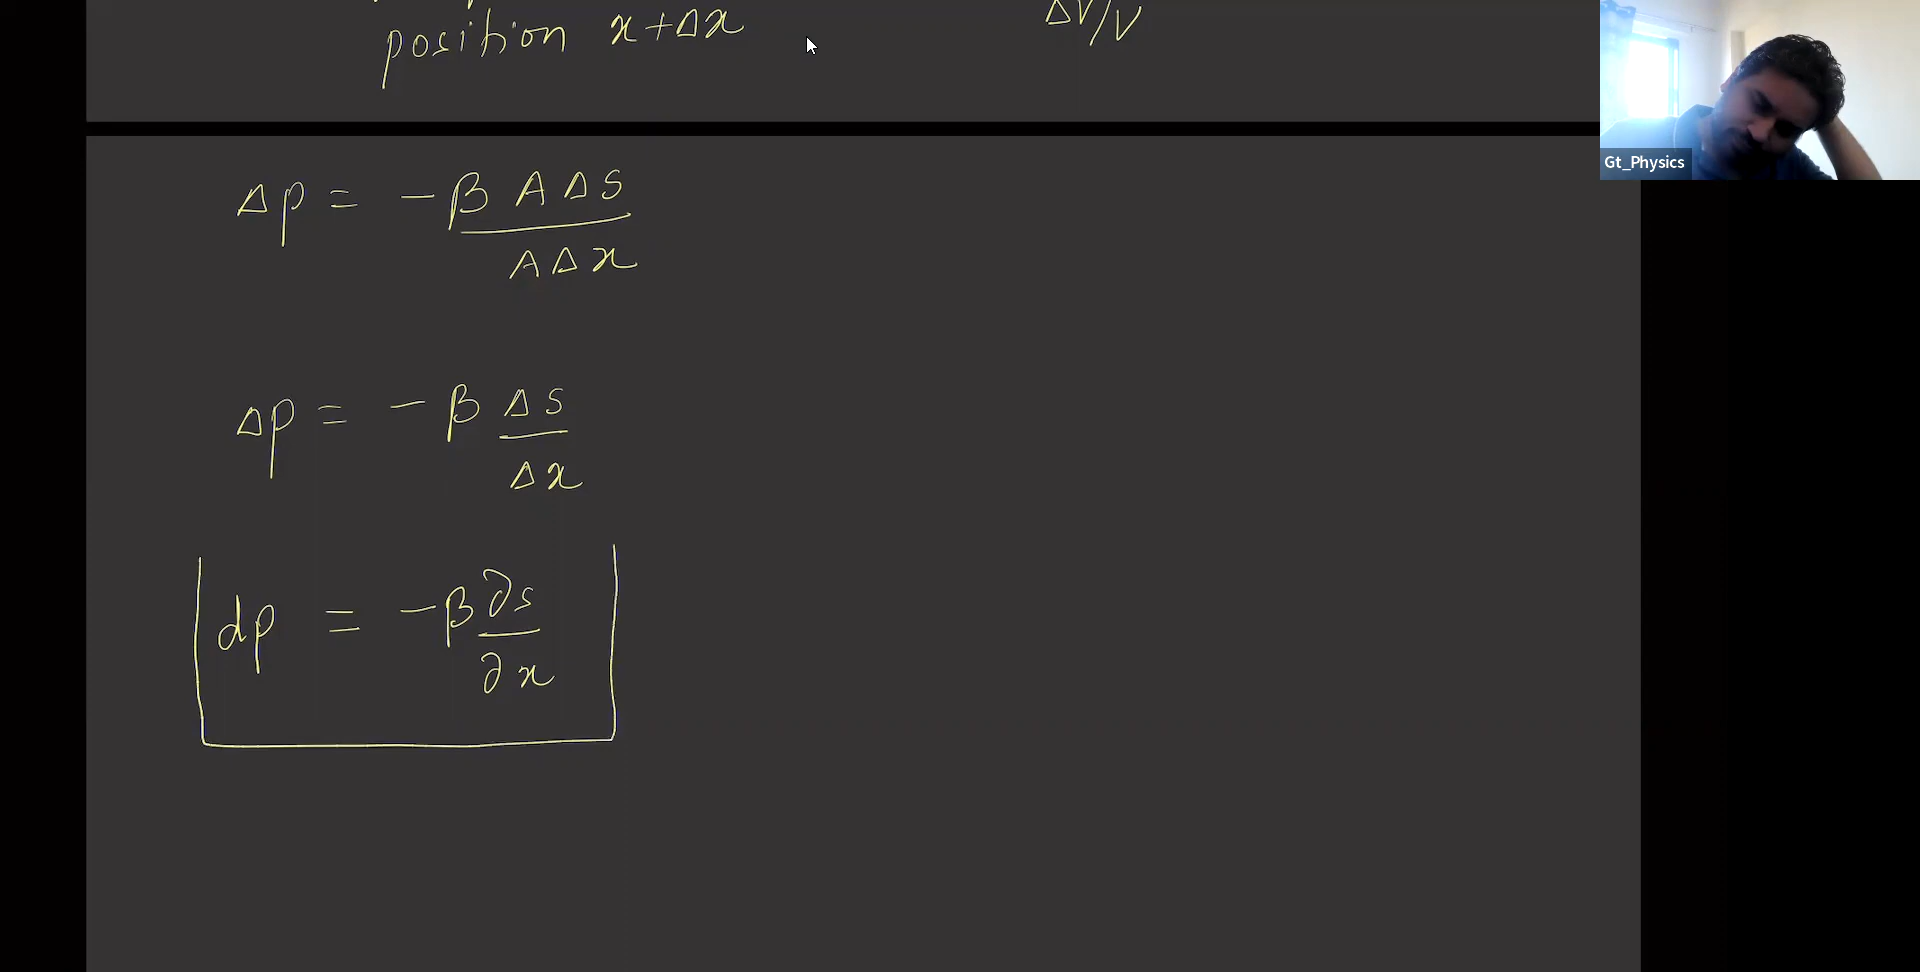 position x+Δx
ΔV/V
Gt_Physics
Δp = -β AΔs
AΔx
Δp = -β Δs
Δx
dp = -β ∂s
∂x